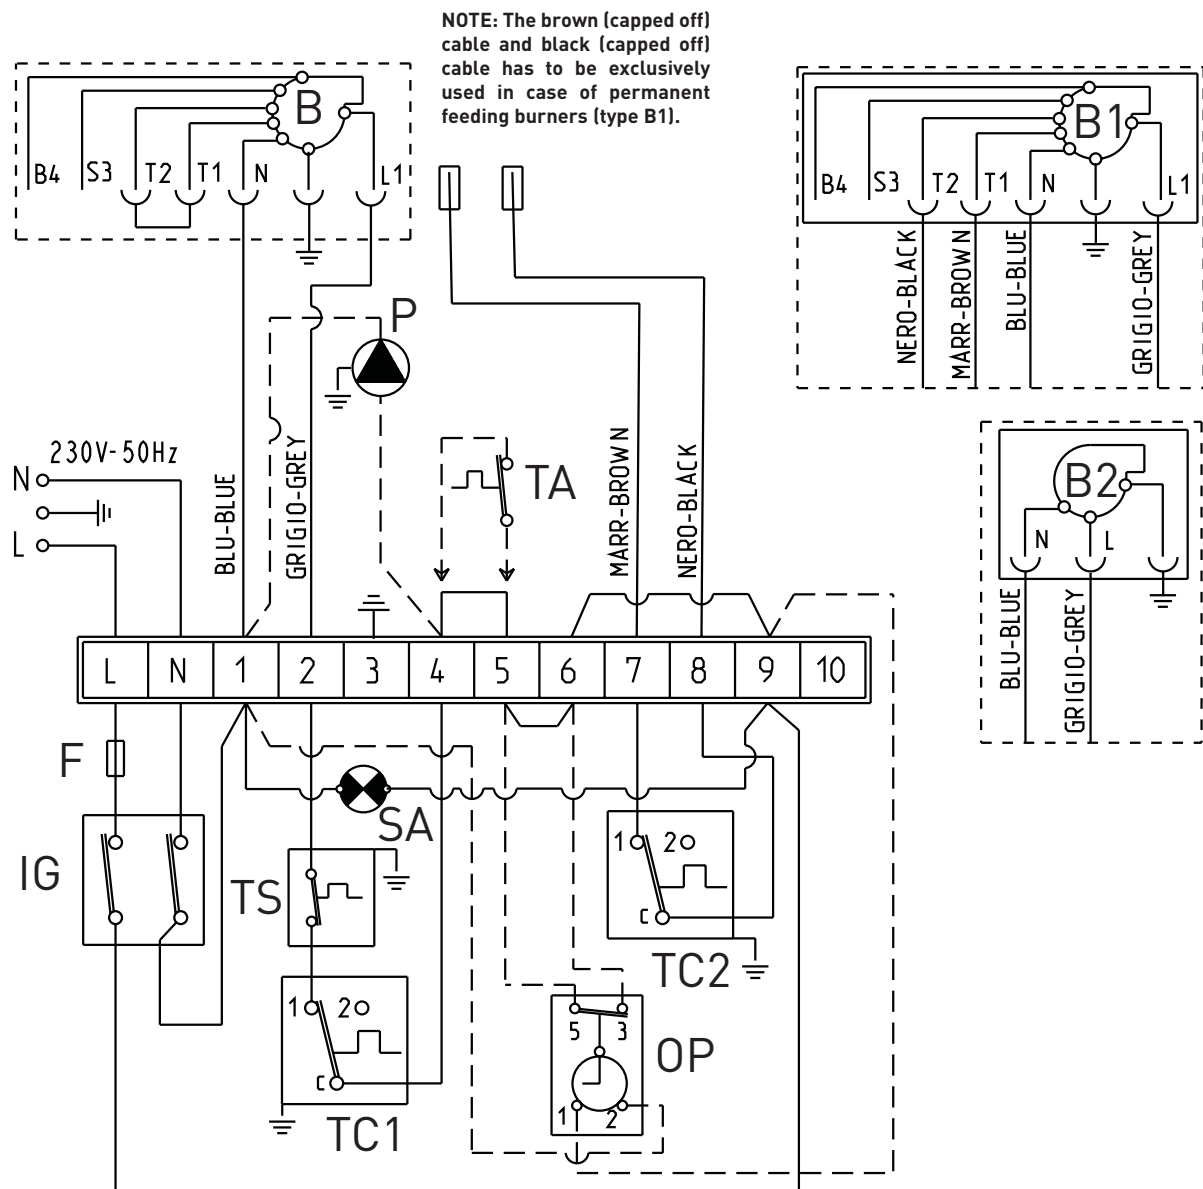 NOTE: The brown (capped off)
cable and black (capped off)
cable has to be exclusively
used in case of permanent
feeding burners (type B1).
B
B4 S3 T2 T1 N L1
B1
B4 S3 T2 T1 N L1
NERO-BLACK
MARR-BROWN
BLU-BLUE
GRIGIO-GREY
P
230V-50Hz
N
L
BLU-BLUE
GRIGIO-GREY
TA
MARR-BROWN
NERO-BLACK
B2
N L
BLU-BLUE
GRIGIO-GREY
L N 1 2 3 4 5 6 7 8 9 10
F
SA
IG
TS
1 2
C
TC2
1 2
C
TC1
5 3
OP
1 2